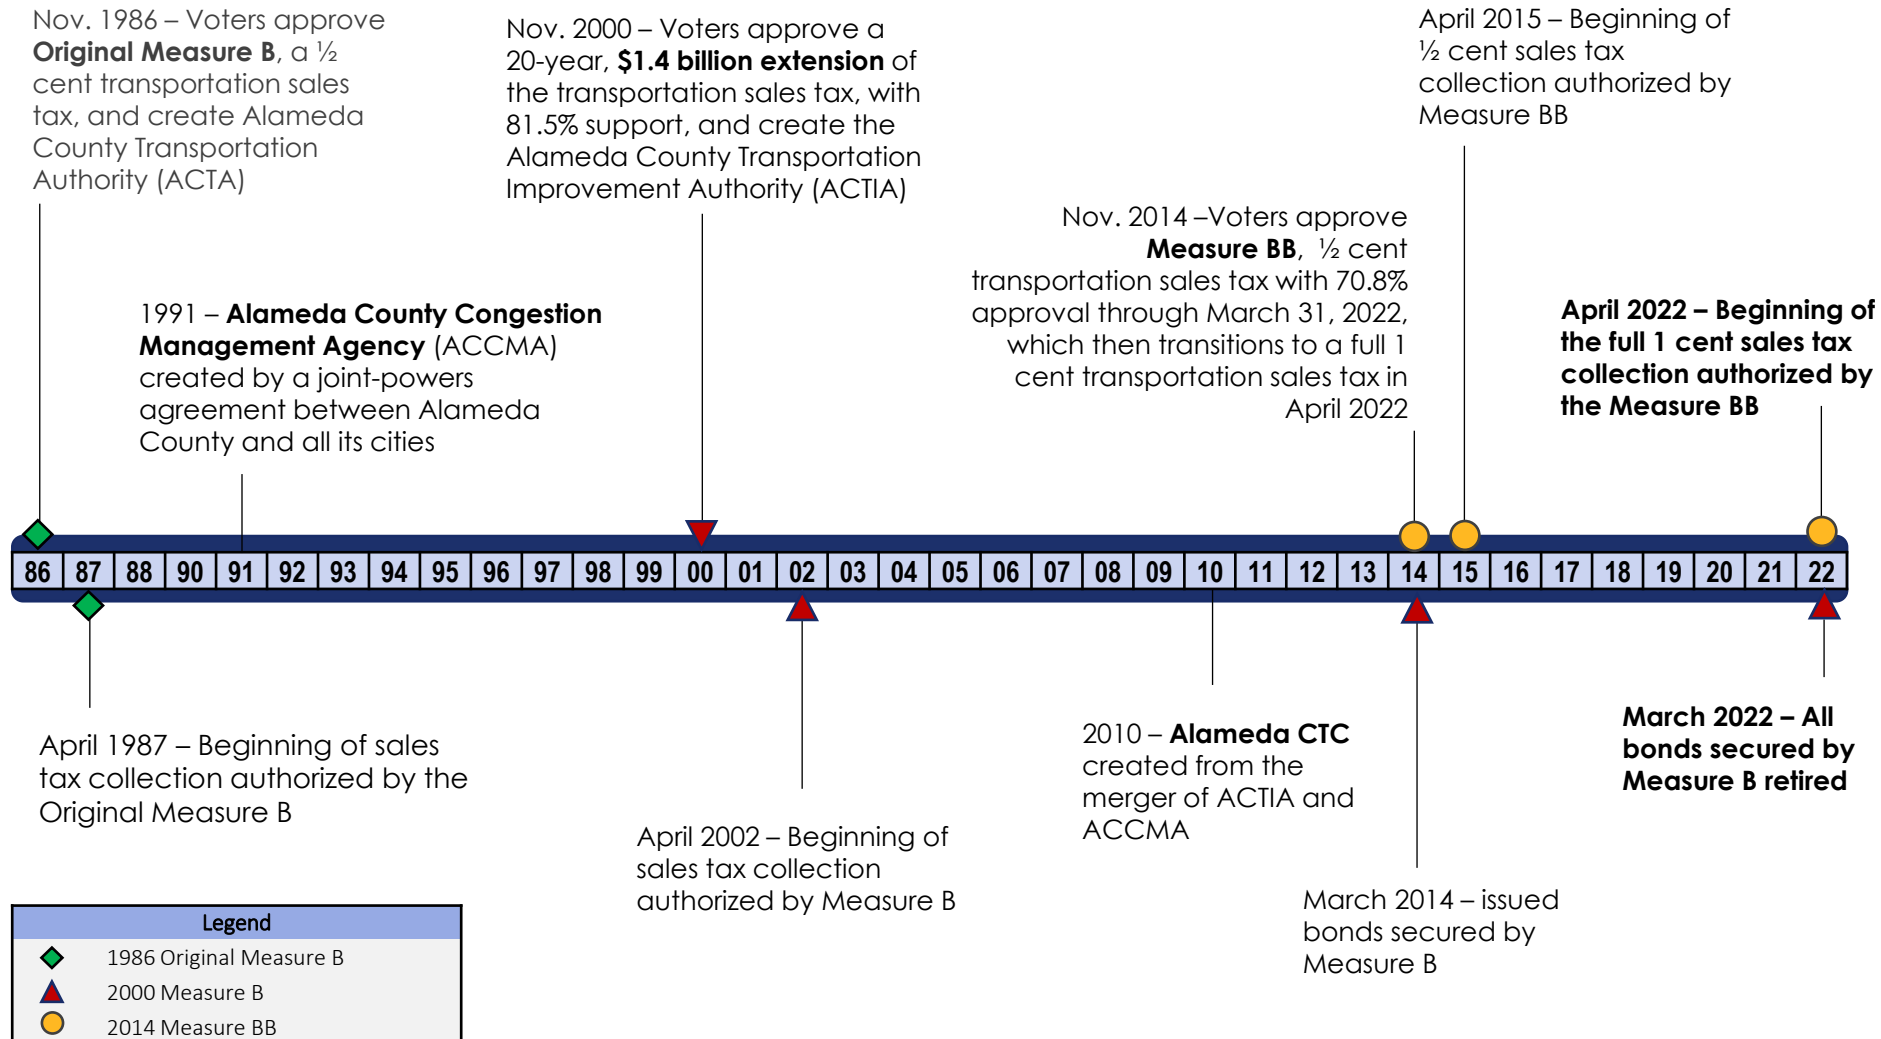 Nov. 1986 – Voters approve
Original Measure B, a ½
cent transportation sales
tax, and create Alameda
County Transportation
Authority (ACTA)
Nov. 2000 – Voters approve a
20-year, $1.4 billion extension of
the transportation sales tax, with
81.5% support, and create the
Alameda County Transportation
Improvement Authority (ACTIA)
April 2015 – Beginning of
½ cent sales tax
collection authorized by
Measure BB
Nov. 2014 –Voters approve
Measure BB, ½ cent
transportation sales tax with 70.8%
approval through March 31, 2022,
which then transitions to a full 1
cent transportation sales tax in
April 2022
1991 – Alameda County Congestion
Management Agency (ACCMA)
created by a joint-powers
agreement between Alameda
County and all its cities
April 2022 – Beginning of
the full 1 cent sales tax
collection authorized by
the Measure BB
86 87 88 90 91 92 93 94 95 96 97 98 99 00 01 02 03 04 05 06 07 08 09 10 11 12 13 14 15 16 17 18 19 20 21 22
April 1987 – Beginning of sales
tax collection authorized by the
Original Measure B
April 2002 – Beginning of
sales tax collection
authorized by Measure B
2010 – Alameda CTC
created from the
merger of ACTIA and
ACCMA
March 2014 – issued
bonds secured by
Measure B
March 2022 – All
bonds secured by
Measure B retired
Legend
1986 Original Measure B
2000 Measure B
2014 Measure BB